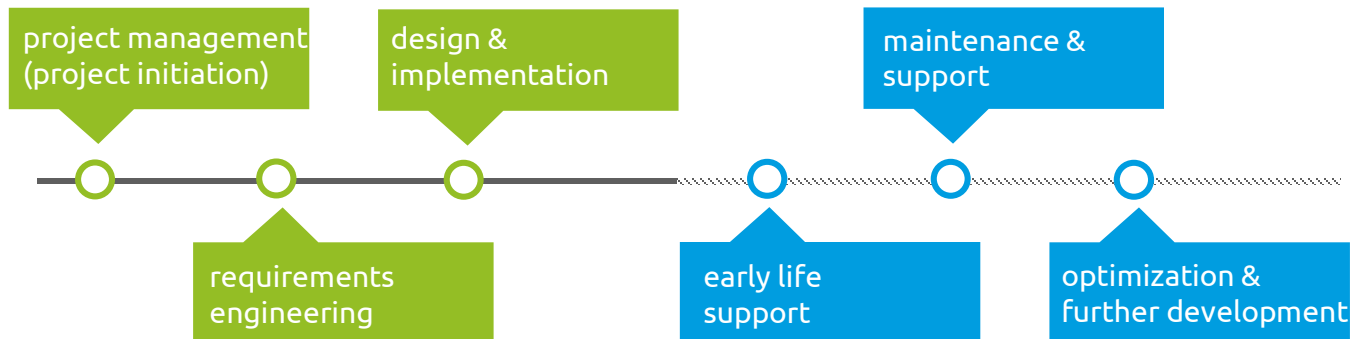 project management
(project initiation)
design &
implementation
maintenance &
support
requirements
engineering
early life
support
optimization &
further development